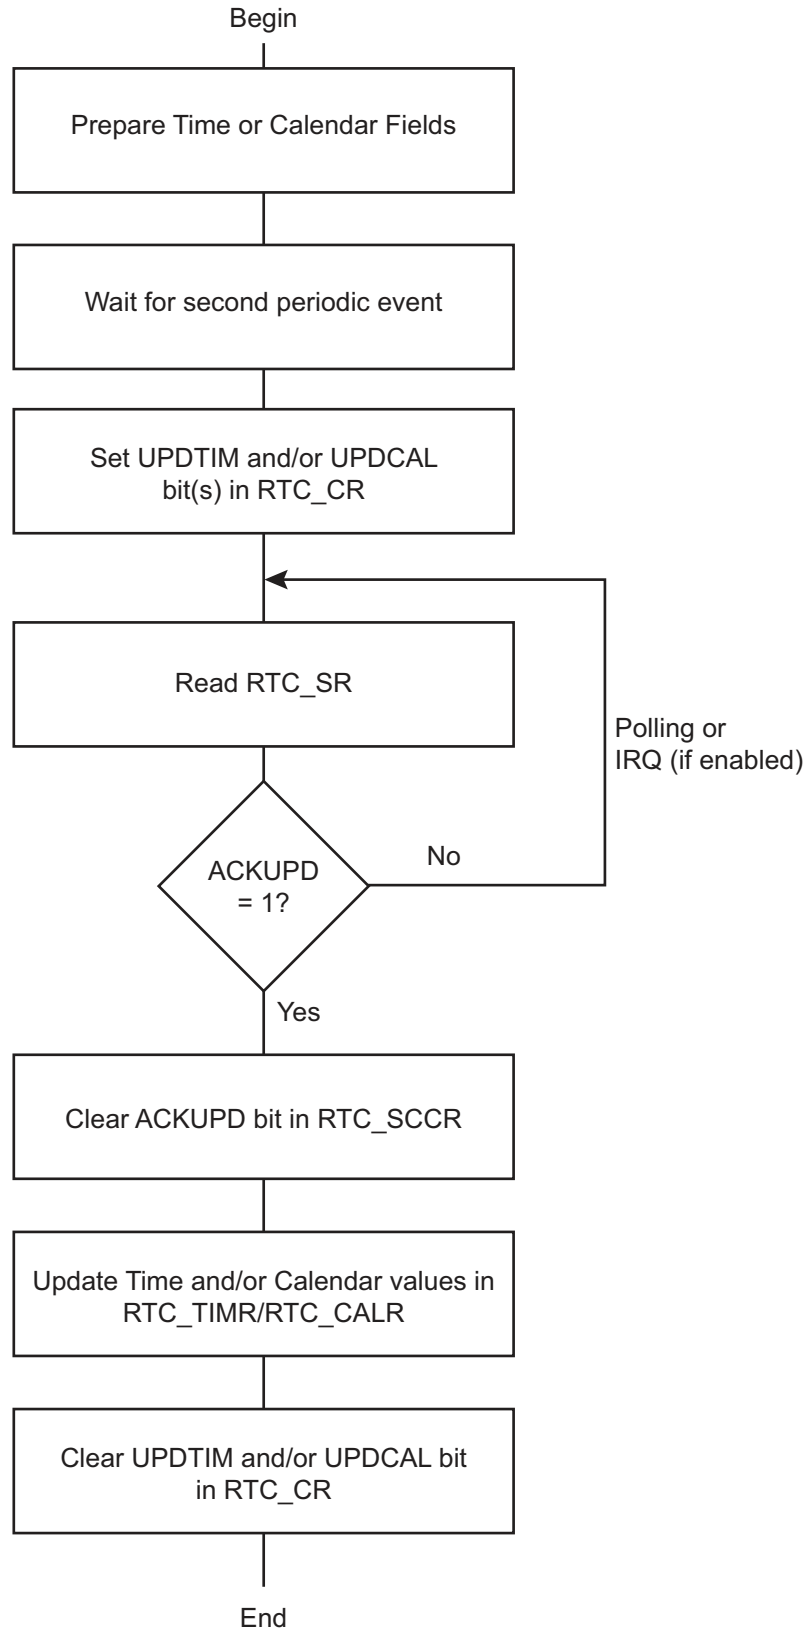 Begin
Prepare Time or Calendar Fields
Wait for second periodic event
Set UPDTIM and/or UPDCAL
bit(s) in RTC_CR
Read RTC_SR
Polling or
IRQ (if enabled)
No
ACKUPD
= 1?
Yes
Clear ACKUPD bit in RTC_SCCR
Update Time and/or Calendar values in
RTC_TIMR/RTC_CALR
Clear UPDTIM and/or UPDCAL bit
in RTC_CR
End